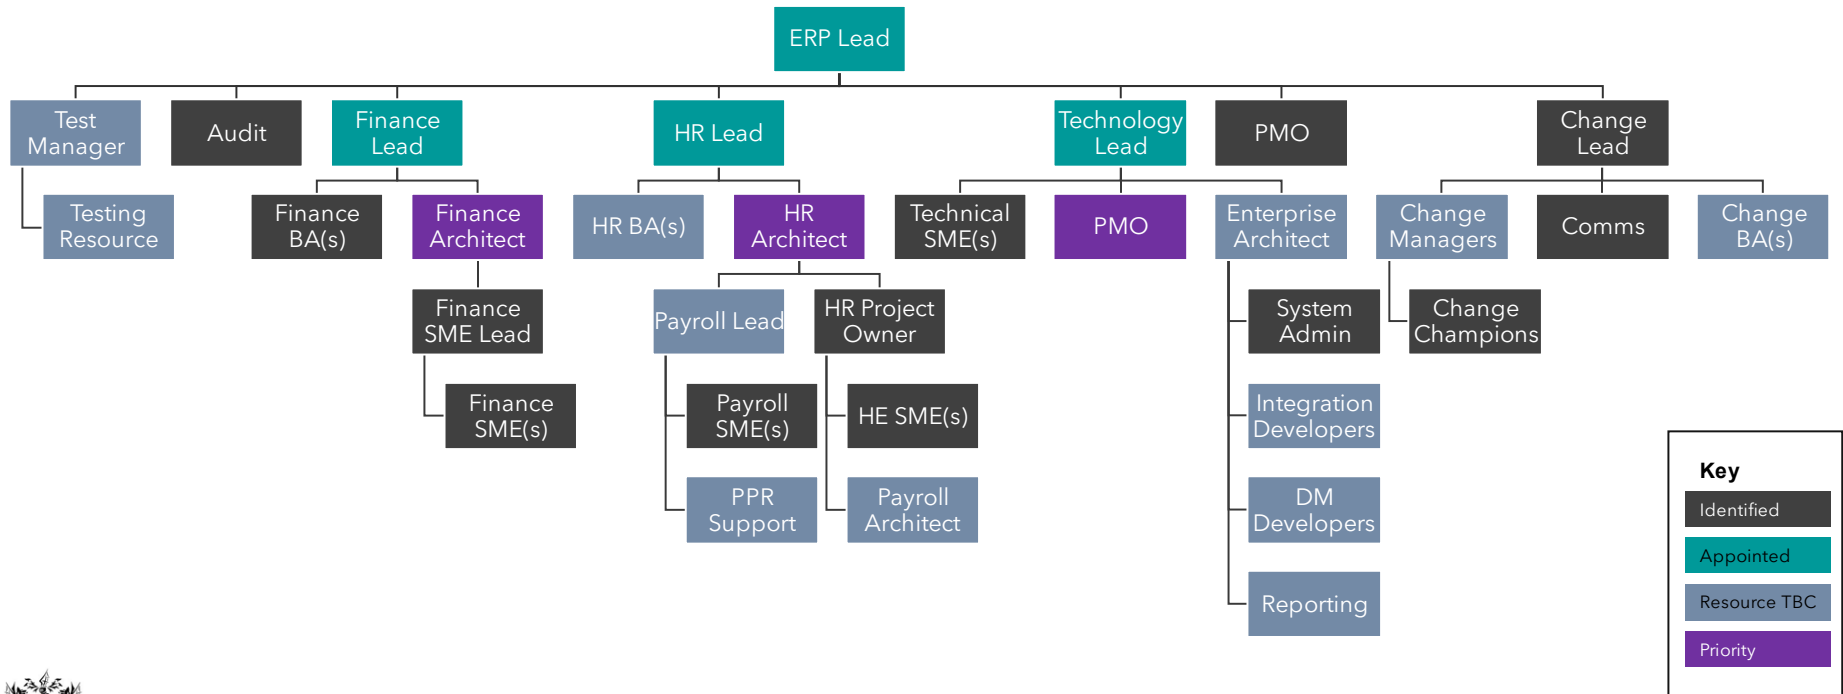 ERP Lead
Test
Manager
Audit
Finance
Lead
HR Lead
Technology
Lead
PMO
Change
Lead
Testing
Resource
Finance
BA(s)
Finance
Architect
HR BA(s)
HR
Architect
Technical
SME(s)
PMO
Enterprise
Architect
Change
Managers
Comms
Change
BA(s)
Finance
SME Lead
Payroll Lead
HR Project
Owner
System
Admin
Change
Champions
Finance
SME(s)
Payroll
SME(s)
HE SME(s)
Integration
Developers
PPR
Support
Payroll
Architect
DM
Developers
Reporting
Key
Identified
Appointed
Resource TBC
Priority